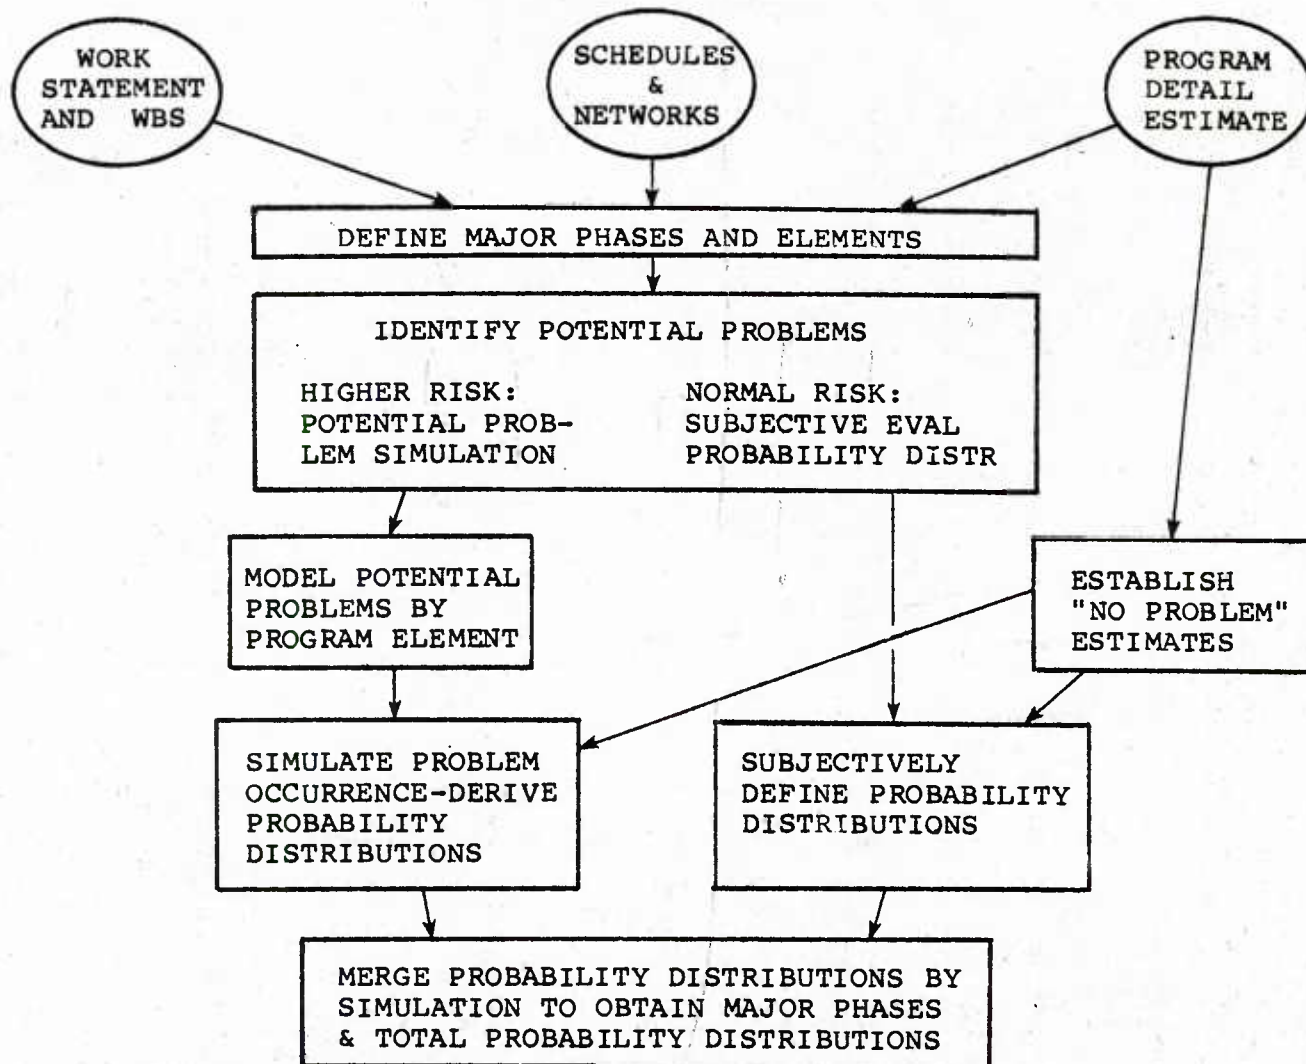 WORK
STATEMENT
AND WBS
SCHEDULES
&
NETWORKS
PROGRAM
DETAIL
ESTIMATE
DEFINE MAJOR PHASES AND ELEMENTS
IDENTIFY POTENTIAL PROBLEMS
HIGHER RISK:
POTENTIAL PROB-
LEM SIMULATION
NORMAL RISK:
SUBJECTIVE EVAL
PROBABILITY DISTR
MODEL POTENTIAL
PROBLEMS BY
PROGRAM ELEMENT
ESTABLISH
"NO PROBLEM"
ESTIMATES
SIMULATE PROBLEM
OCCURRENCE-DERIVE
PROBABILITY
DISTRIBUTIONS
SUBJECTIVELY
DEFINE PROBABILITY
DISTRIBUTIONS
MERGE PROBABILITY DISTRIBUTIONS BY
SIMULATION TO OBTAIN MAJOR PHASES
& TOTAL PROBABILITY DISTRIBUTIONS